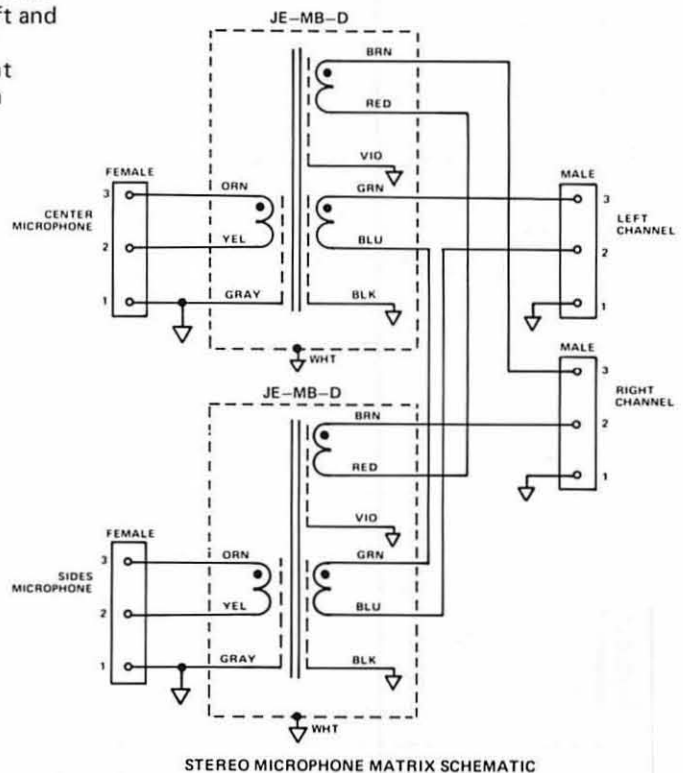 ft and
t
JE-MB-D
BRN
RED
VIO
FEMALE
MALE
3
ORN
GRN
3
CENTER
MICROPHONE
LEFT
CHANNEL
2
YEL
BLU
2
1
GRAY
BLK
1
WHT
MALE
3
JE-MB-D
RIGHT
CHANNEL
BRN
2
RED
1
VIO
FEMALE
3
ORN
GRN
SIDES
MICROPHONE
2
YEL
BLU
1
GRAY
BLK
WHT
STEREO MICROPHONE MATRIX SCHEMATIC